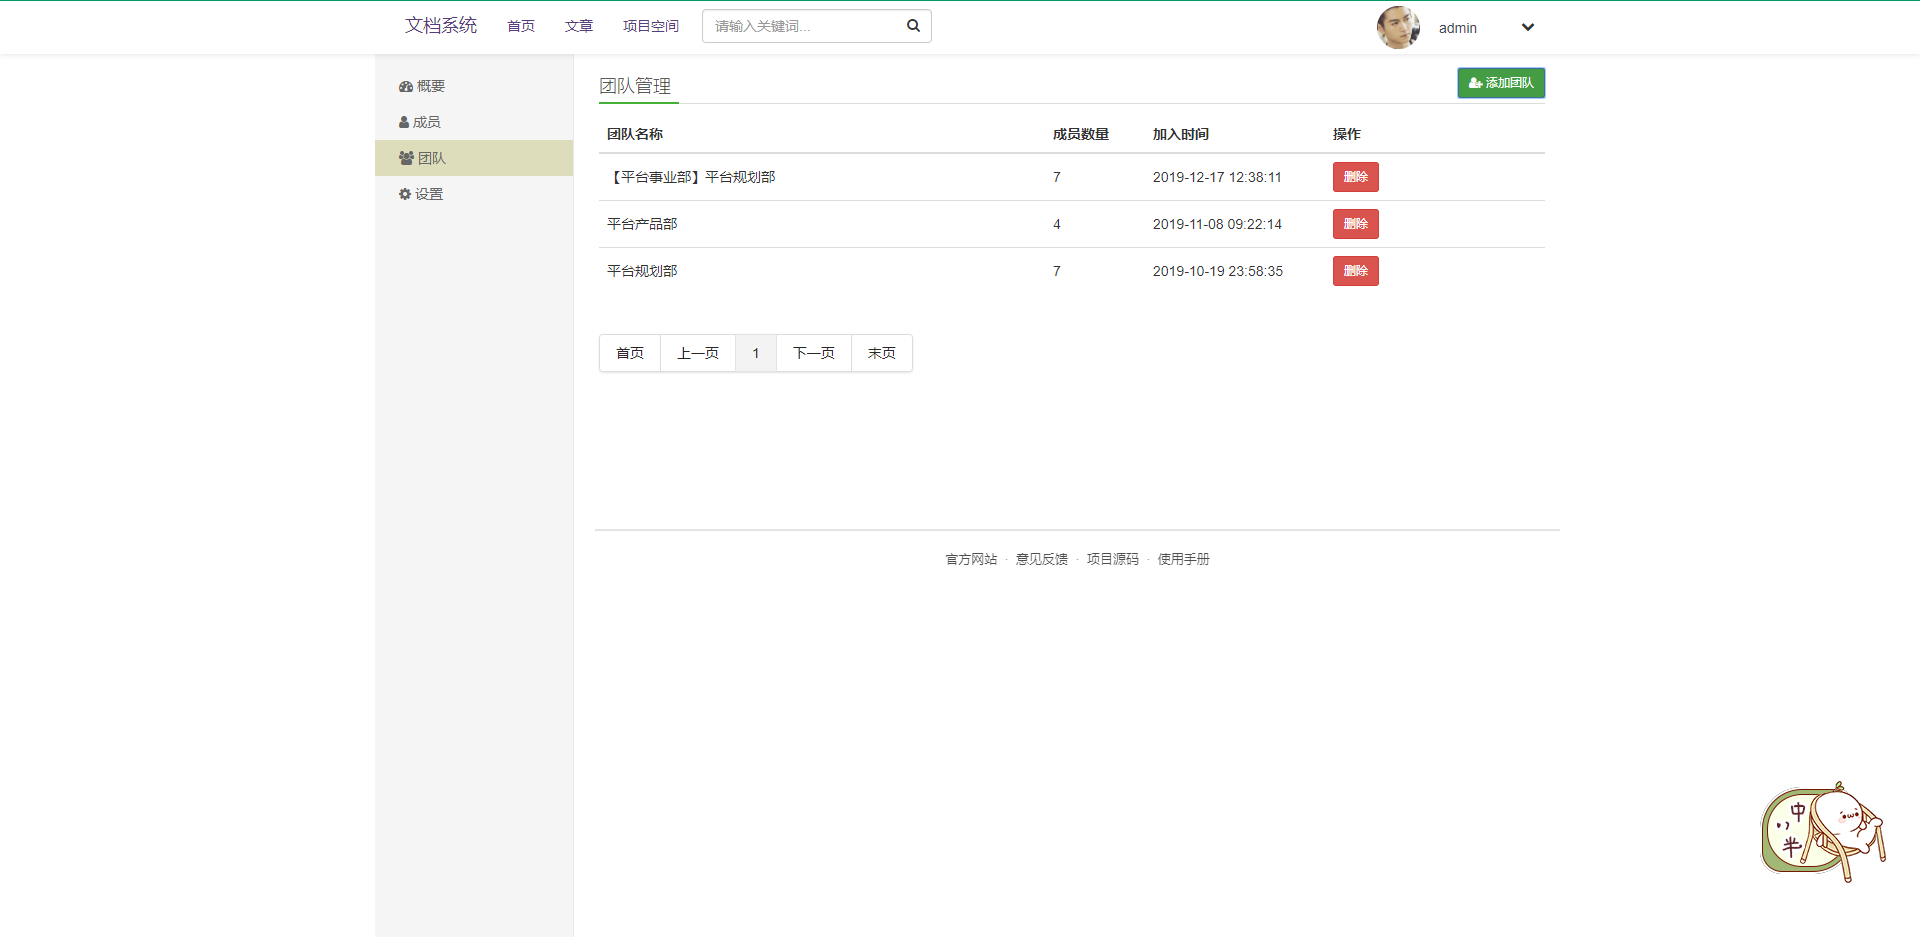 文档系统 首页 文章 项目空间 请输入关键词... admin
概要
成员
团队
设置
团队管理 添加团队
团队名称 成员数量 加入时间 操作
【平台事业部】平台规划部 7 2019-12-17 12:38:11 删除
平台产品部 4 2019-11-08 09:22:14 删除
平台规划部 7 2019-10-19 23:58:35 删除
首页 上一页 1 下一页 末页
官方网站 · 意见反馈 · 项目源码 · 使用手册
中
半